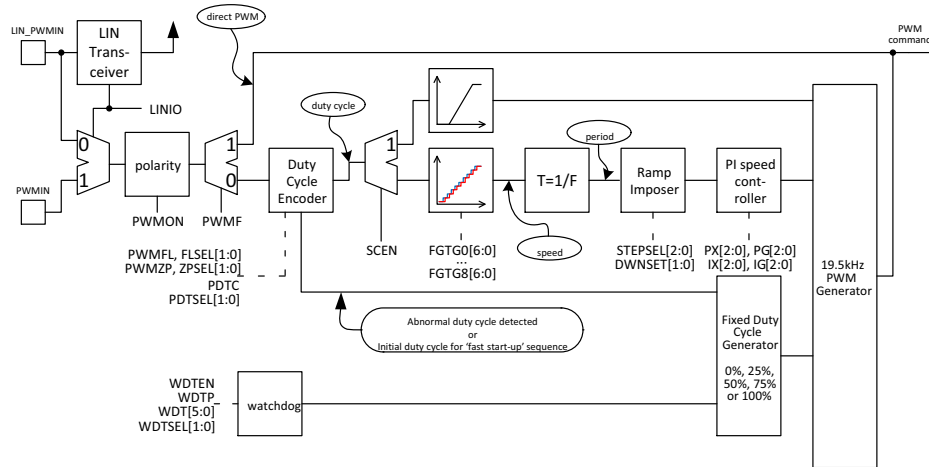 direct PWM
LIN_PWMIN
LIN
Trans-
ceiver
PWM
command
LINIO
duty cycle
0
1
polarity
1
0
Duty
Cycle
Encoder
1
period
T=1/F
Ramp
Imposer
PI speed
cont-
roller
PWMIN
PWMON
PWMF
SCEN
FGTG0[6:0]
...
FGTG8[6:0]
speed
STEPSEL[2:0]
DWNSET[1:0]
PX[2:0], PG[2:0]
IX[2:0], IG[2:0]
PWMFL, FLSEL[1:0]
PWMZP, ZPSEL[1:0]
PDTC
PDTSEL[1:0]
19.5kHz
PWM
Generator
Abnormal duty cycle detected
or
Initial duty cycle for 'fast start-up' sequence
Fixed Duty
Cycle
Generator
0%, 25%,
50%, 75%
or 100%
WDTEN
WDTP
WDT[5:0]
WDTSEL[1:0]
watchdog